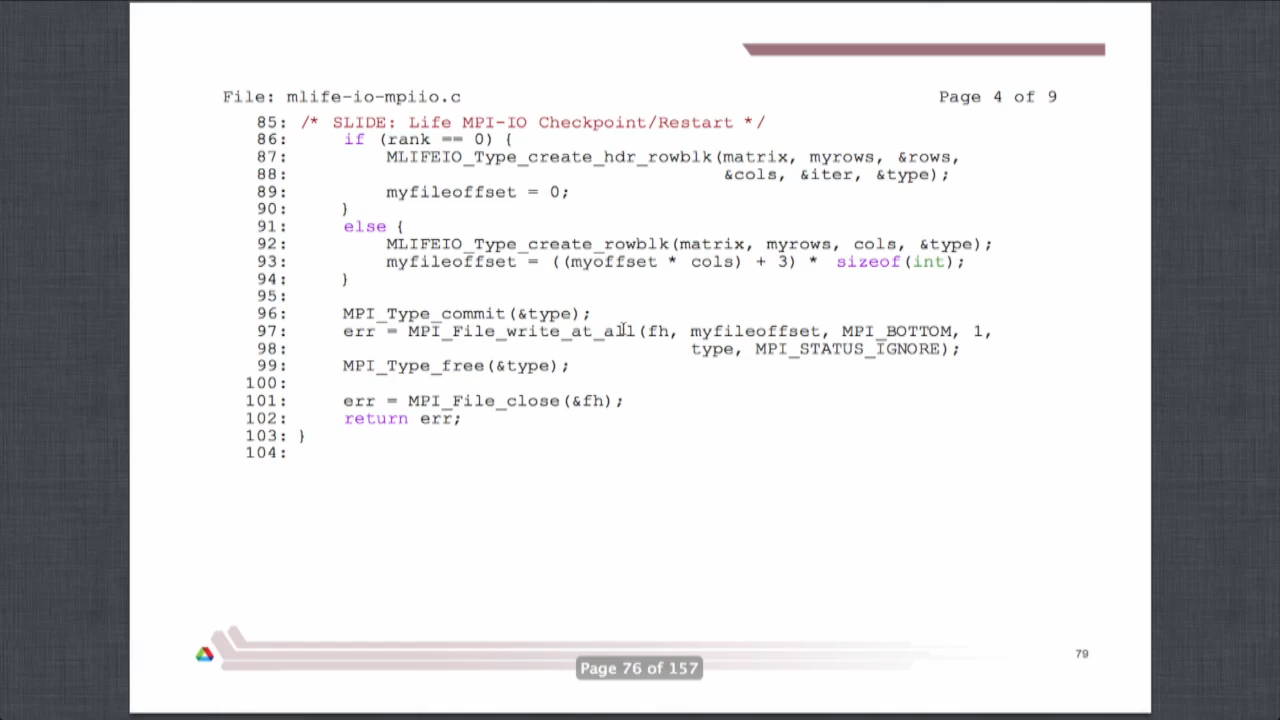 File: mlife-io-mpiio.c Page 4 of 9
85: /* SLIDE: Life MPI-IO Checkpoint/Restart */
86: if (rank == 0) {
87: MLIFEIO_Type_create_hdr_rowblk(matrix, myrows, &rows,
88: &cols, &iter, &type);
89: myfileoffset = 0;
90: }
91: else {
92: MLIFEIO_Type_create_rowblk(matrix, myrows, cols, &type);
93: myfileoffset = ((myoffset * cols) + 3) * sizeof(int);
94: }
95:
96: MPI_Type_commit(&type);
97: err = MPI_File_write_at_all(fh, myfileoffset, MPI_BOTTOM, 1,
98: type, MPI_STATUS_IGNORE);
99: MPI_Type_free(&type);
100:
101: err = MPI_File_close(&fh);
102: return err;
103: }
104:
79
Page 76 of 157